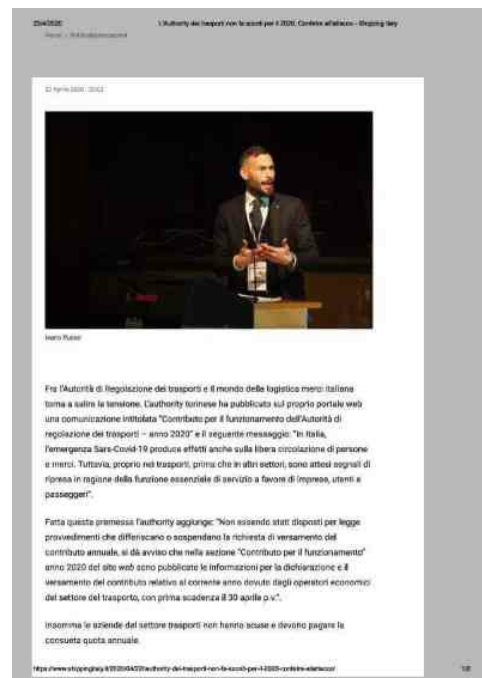 23/4/2020 L'Authority dei trasporti non fa sconti per il 2020, Confetra all'attacco - Shipping Italy
22 Aprile 2020
Ivano Russo
Fra l'Autorità di Regolazione dei trasporti e il mondo della logistica merci italiana
torna a salire la tensione. L'authority torinese ha pubblicato sul proprio portale web
una comunicazione intitolata "Contributo per il funzionamento dell'Autorità di
regolazione dei trasporti – anno 2020" e il seguente messaggio: "In Italia,
l'emergenza Sars-Covid-19 produce effetti anche sulla libera circolazione di persone
e merci. Tuttavia, proprio nei trasporti, prima che in altri settori, sono attesi segnali di
ripresa in ragione della funzione essenziale di servizio a favore di imprese, utenti e
passeggeri".
Fatta questa premessa l'authority aggiunge: "Non essendo stati disposti per legge
provvedimenti che differiscano o sospendano la richiesta di versamento del
contributo annuale, si dà avviso che nella sezione "Contributo per il funzionamento"
anno 2020 del sito web sono pubblicate le informazioni per la dichiarazione e il
versamento del contributo relativo al corrente anno dovuto dagli operatori economici
del settore del trasporto, con prima scadenza il 30 aprile p.v.".
Insomma le aziende del settore trasporti non hanno scuse e devono pagare la
consueta quota annuale.